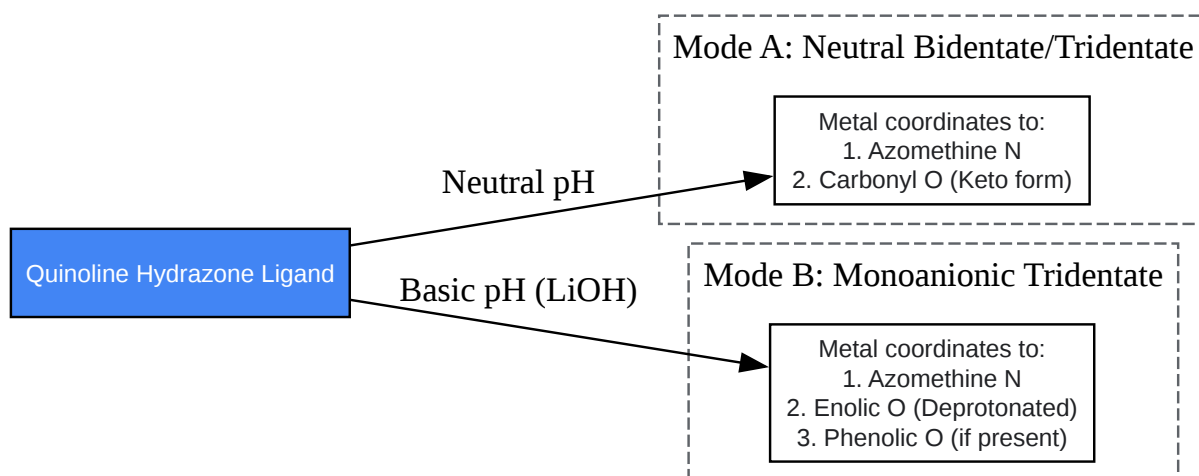 Mode A: Neutral Bidentate/Tridentate
Metal coordinates to:
1. Azomethine N
2. Carbonyl O (Keto form)
Neutral pH
Quinoline Hydrazone Ligand
Basic pH (LiOH)
Mode B: Monoanionic Tridentate
Metal coordinates to:
1. Azomethine N
2. Enolic O (Deprotonated)
3. Phenolic O (if present)